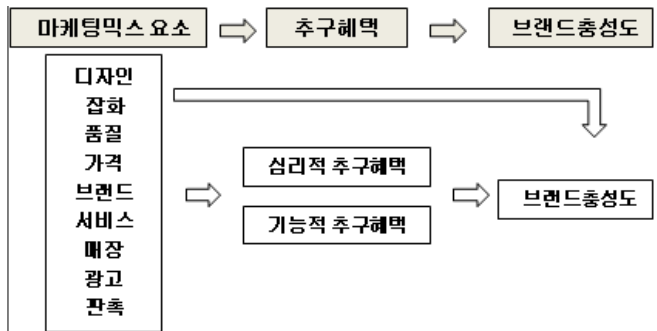 마케팅믹스 요소
추구혜택
브랜드충성도
디자인
잡화
품질
가격
브랜드
서비스
매장
광고
판촉
심리적 추구혜택
기능적 추구혜택
브랜드충성도